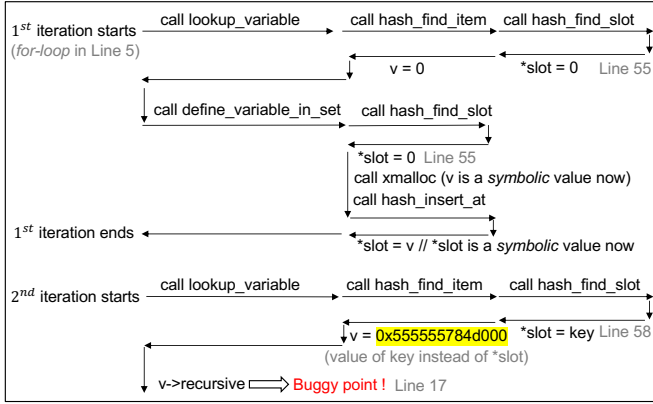 call lookup_variable call hash_find_item call hash_find_slot
1st iteration starts
(for-loop in Line 5)
v = 0 *slot = 0 Line 55
call define_variable_in_set call hash_find_slot
*slot = 0 Line 55
call xmalloc (v is a symbolic value now)
call hash_insert_at
1st iteration ends
*slot = v // *slot is a symbolic value now
call lookup_variable call hash_find_item call hash_find_slot
2nd iteration starts
v = 0x555555784d000 *slot = key Line 58
(value of key instead of *slot)
v->recursive Buggy point ! Line 17